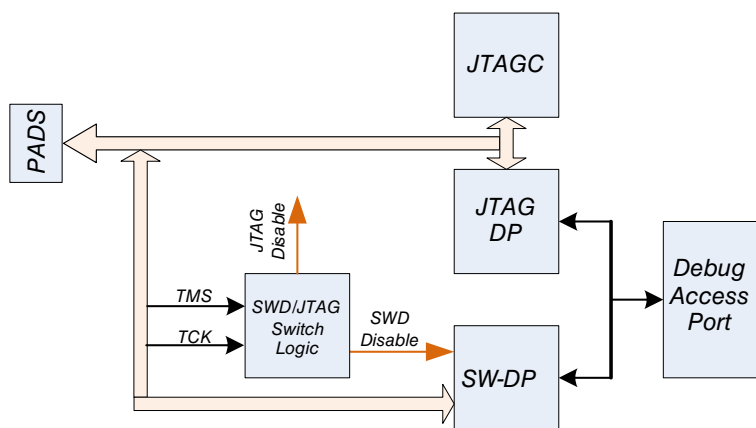 JTAGC
PADS
JTAG
DP
JTAG
Disable
Debug
Access
Port
TMS
TCK
SWD/JTAG
Switch
Logic
SWD
Disable
SW-DP